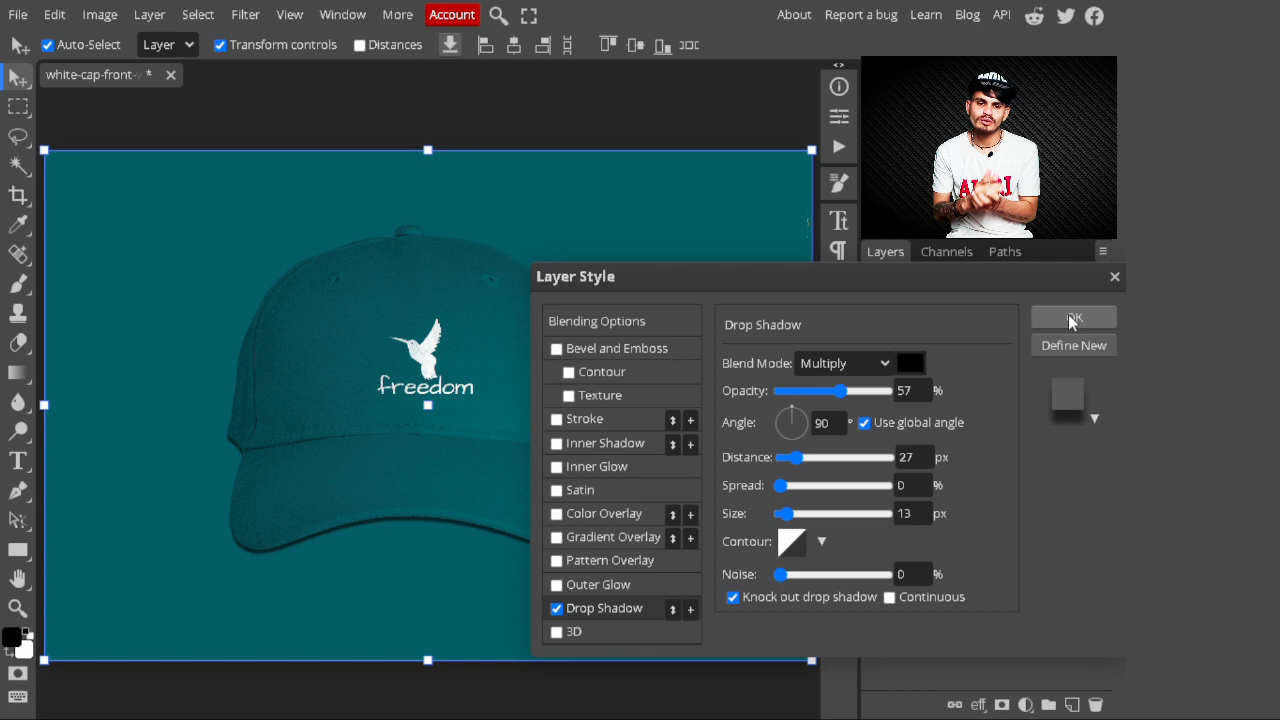 File Edit Image Layer Select Filter View Window More Account About Report a bug Learn Blog API
Auto-Select Layer Transform controls Distances
white-cap-front-v *
freedom
Layers Channels Paths
Layer Style
Blending Options
Bevel and Emboss
Contour
Texture
Stroke
Inner Shadow
Inner Glow
Satin
Color Overlay
Gradient Overlay
Pattern Overlay
Outer Glow
Drop Shadow
3D
Drop Shadow
Blend Mode: Multiply
Opacity: 57 %
Angle: 90 ° Use global angle
Distance: 27 px
Spread: 0 %
Size: 13 px
Contour:
Noise: 0 %
Knock out drop shadow Continuous
OK
Define New
eff